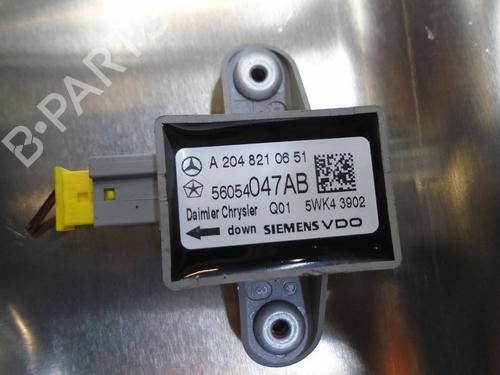 B-PARTS
A 204 821 06 51
56054047AB
Daimler Chrysler Q01 5WK4 3902
down SIEMENS VDO